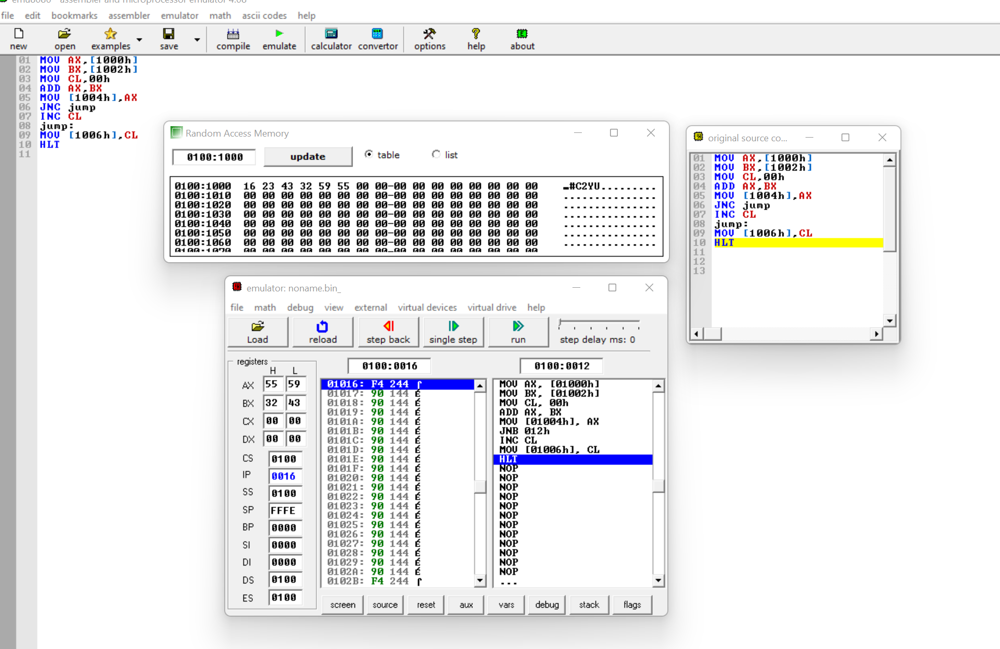 emu8086 - assembler and microprocessor emulator 4.08
file edit bookmarks assembler emulator math ascii codes help
new open examples save compile emulate calculator convertor options help about
01 MOV AX,[1000h]
02 MOV BX,[1002h]
03 MOV CL,00h
04 ADD AX,BX
05 MOV [1004h],AX
06 JNC jump
07 INC CL
08 jump:
09 MOV [1006h],CL
10 HLT
11
Random Access Memory
0100:1000 update table list
0100:1000 16 23 43 32 59 55 00 00-00 00 00 00 00 00 00 00 ▬#C2YU..........
0100:1010 00 00 00 00 00 00 00 00-00 00 00 00 00 00 00 00 ................
0100:1020 00 00 00 00 00 00 00 00-00 00 00 00 00 00 00 00 ................
0100:1030 00 00 00 00 00 00 00 00-00 00 00 00 00 00 00 00 ................
0100:1040 00 00 00 00 00 00 00 00-00 00 00 00 00 00 00 00 ................
0100:1050 00 00 00 00 00 00 00 00-00 00 00 00 00 00 00 00 ................
0100:1060 00 00 00 00 00 00 00 00-00 00 00 00 00 00 00 00 ................
0100:1070 00 00 00 00 00 00 00 00-00 00 00 00 00 00 00 00
original source co...
01 MOV AX,[1000h]
02 MOV BX,[1002h]
03 MOV CL,00h
04 ADD AX,BX
05 MOV [1004h],AX
06 JNC jump
07 INC CL
08 jump:
09 MOV [1006h],CL
10 HLT
11
12
13
emulator: noname.bin_
file math debug view external virtual devices virtual drive help
Load reload step back single step run step delay ms: 0
registers
H L
AX 55 59
BX 32 43
CX 00 00
DX 00 00
CS 0100
IP 0016
SS 0100
SP FFFE
BP 0000
SI 0000
DI 0000
DS 0100
ES 0100
0100:0016
01016: F4 244 ⌠
01017: 90 144 É
01018: 90 144 É
01019: 90 144 É
0101A: 90 144 É
0101B: 90 144 É
0101C: 90 144 É
0101D: 90 144 É
0101E: 90 144 É
0101F: 90 144 É
01020: 90 144 É
01021: 90 144 É
01022: 90 144 É
01023: 90 144 É
01024: 90 144 É
01025: 90 144 É
01026: 90 144 É
01027: 90 144 É
01028: 90 144 É
01029: 90 144 É
0102A: 90 144 É
0102B: F4 244 ⌠
0100:0012
MOV AX, [01000h]
MOV BX, [01002h]
MOV CL, 00h
ADD AX, BX
MOV [01004h], AX
JNB 012h
INC CL
MOV [01006h], CL
HLT
NOP
NOP
NOP
NOP
NOP
NOP
NOP
NOP
NOP
NOP
NOP
NOP
...
screen source reset aux vars debug stack flags